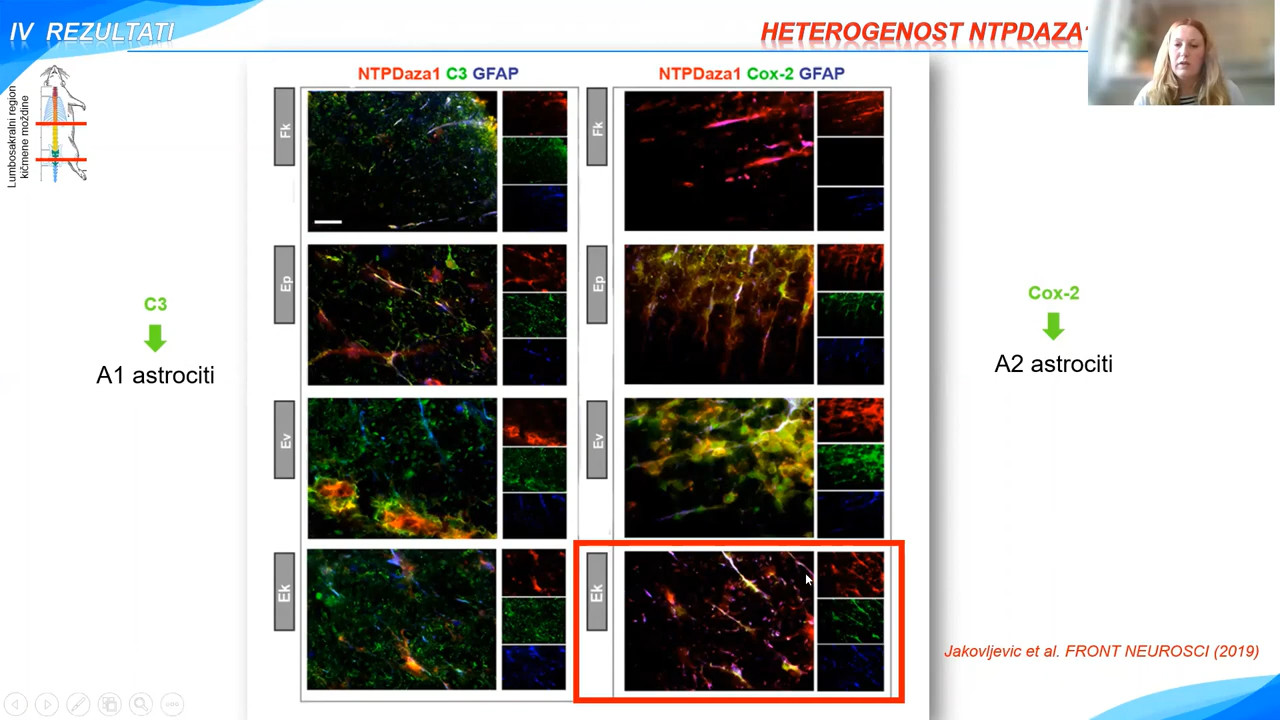 IV REZULTATI
HETEROGENOST NTPDAZA
Lumbosakralni region
kičmene moždine
NTPDaza1 C3 GFAP
NTPDaza1 Cox-2 GFAP
Fk
Fk
Ep
Ep
C3
A1 astrociti
Cox-2
A2 astrociti
Ev
Ev
Ek
Ek
Jakovljevic et al. FRONT NEUROSCI (2019)